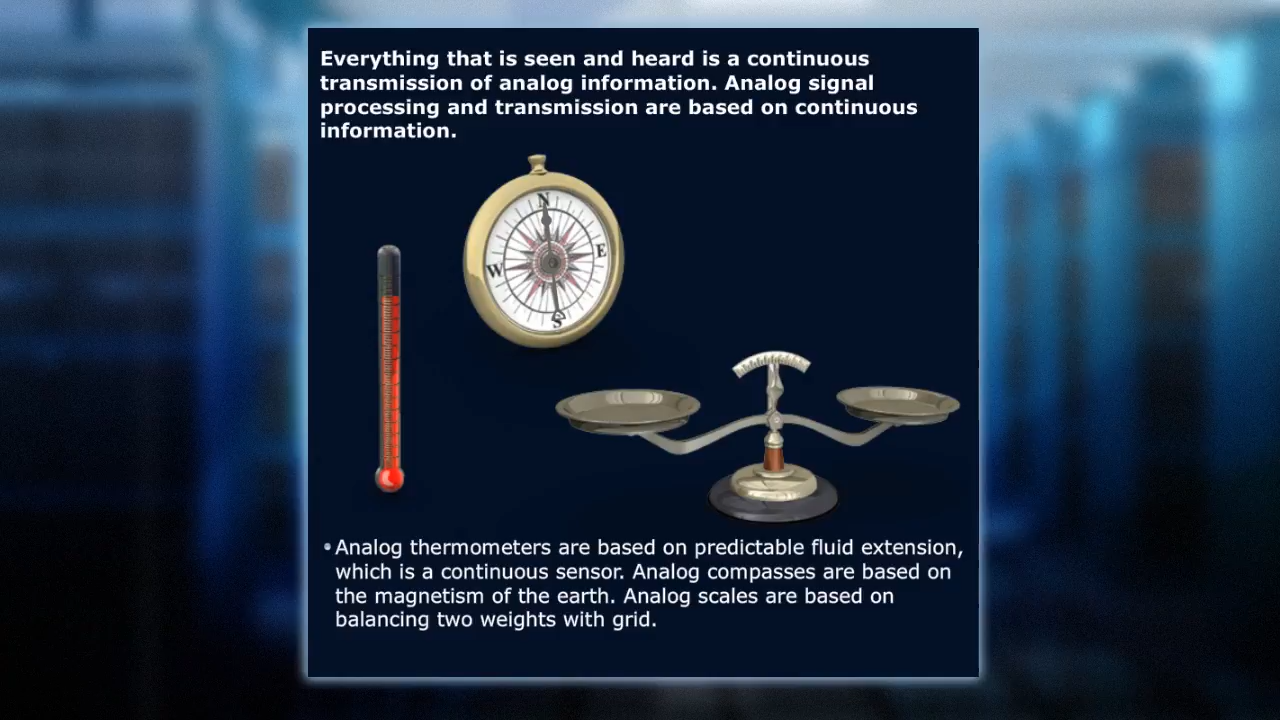 Everything that is seen and heard is a continuous
transmission of analog information. Analog signal
processing and transmission are based on continuous
information.
N
E
W
S
•Analog thermometers are based on predictable fluid extension,
which is a continuous sensor. Analog compasses are based on
the magnetism of the earth. Analog scales are based on
balancing two weights with grid.